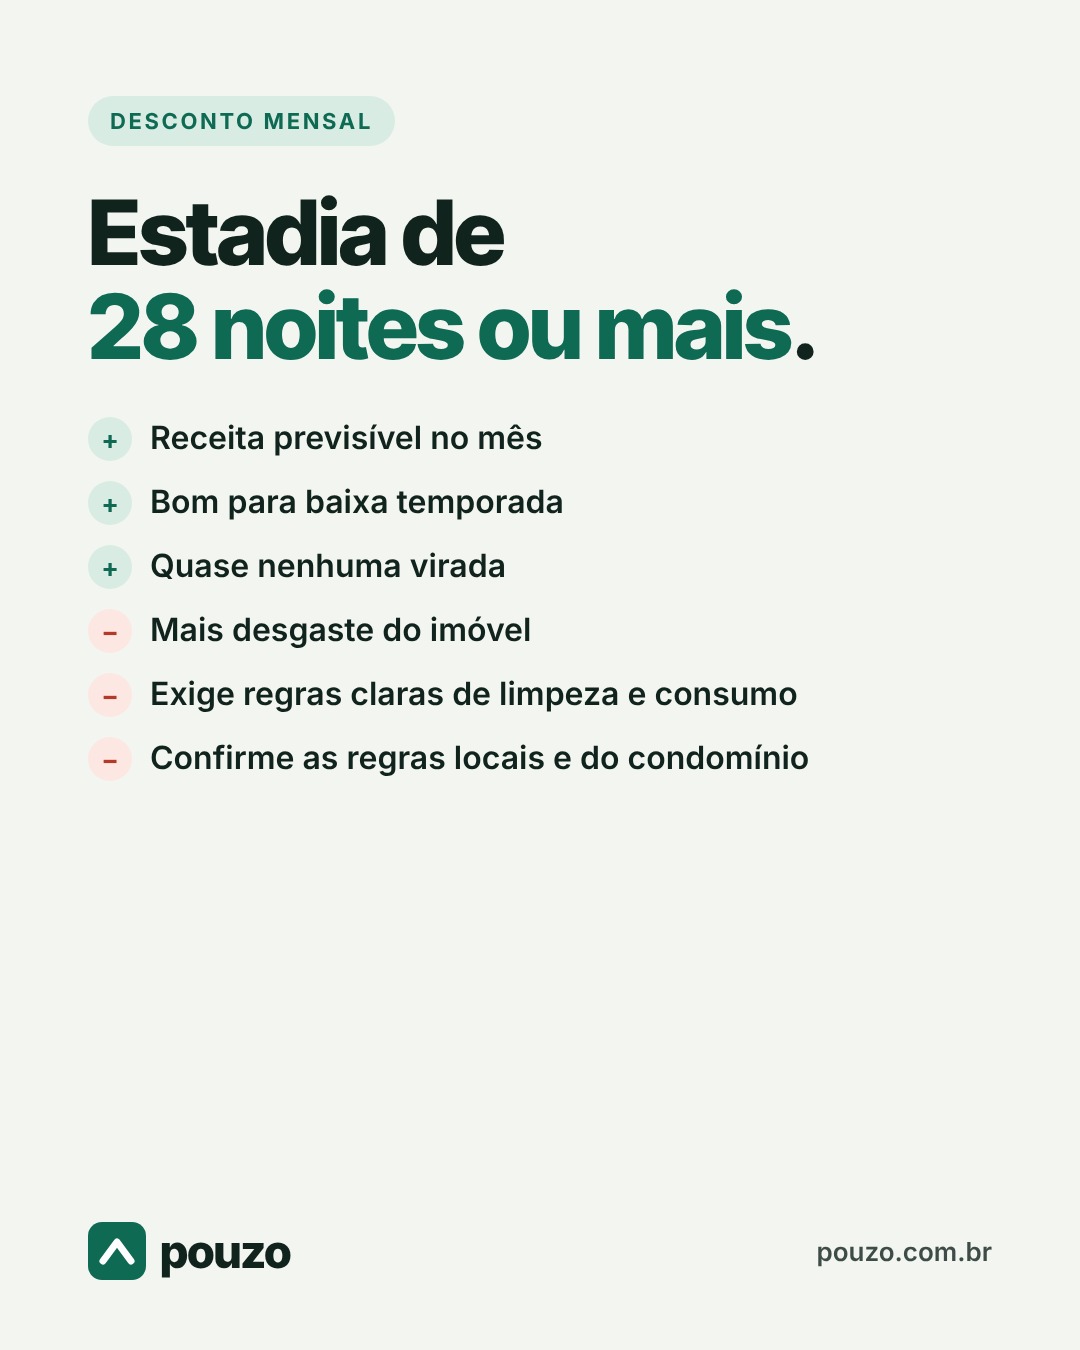 DESCONTO MENSAL
Estadia de
28 noites ou mais.
+ Receita previsível no mês
+ Bom para baixa temporada
+ Quase nenhuma virada
– Mais desgaste do imóvel
– Exige regras claras de limpeza e consumo
– Confirme as regras locais e do condomínio
pouzo
pouzo.com.br